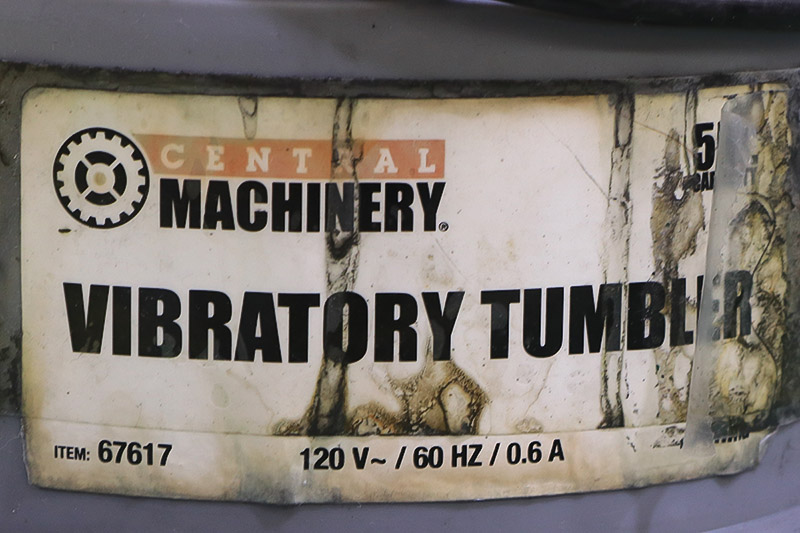 CENTRAL
MACHINERY®
VIBRATORY TUMBLER
ITEM: 67617
120 V~ / 60 HZ / 0.6 A